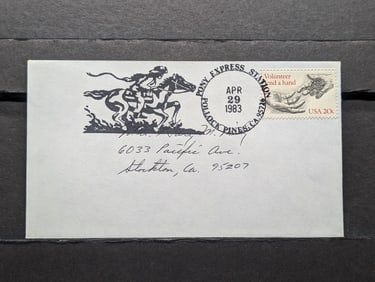 PONY EXPRESS STATION
APR
29
1983
POLLOCK PINES, CA 95726
Volunteer
lend a hand
USA 20c
6033 Pacific Ave.
Stockton, Ca. 95207